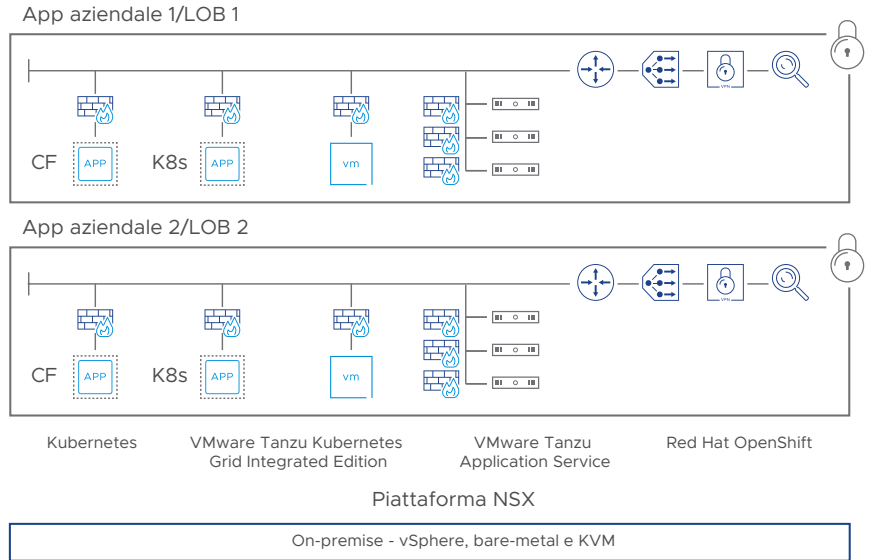 App aziendale 1/LOB 1
VPN
CF
APP
K8s
APP
vm
App aziendale 2/LOB 2
VPN
CF
APP
K8s
APP
vm
Kubernetes
VMware Tanzu Kubernetes
Grid Integrated Edition
VMware Tanzu
Application Service
Red Hat OpenShift
Piattaforma NSX
On-premise - vSphere, bare-metal e KVM